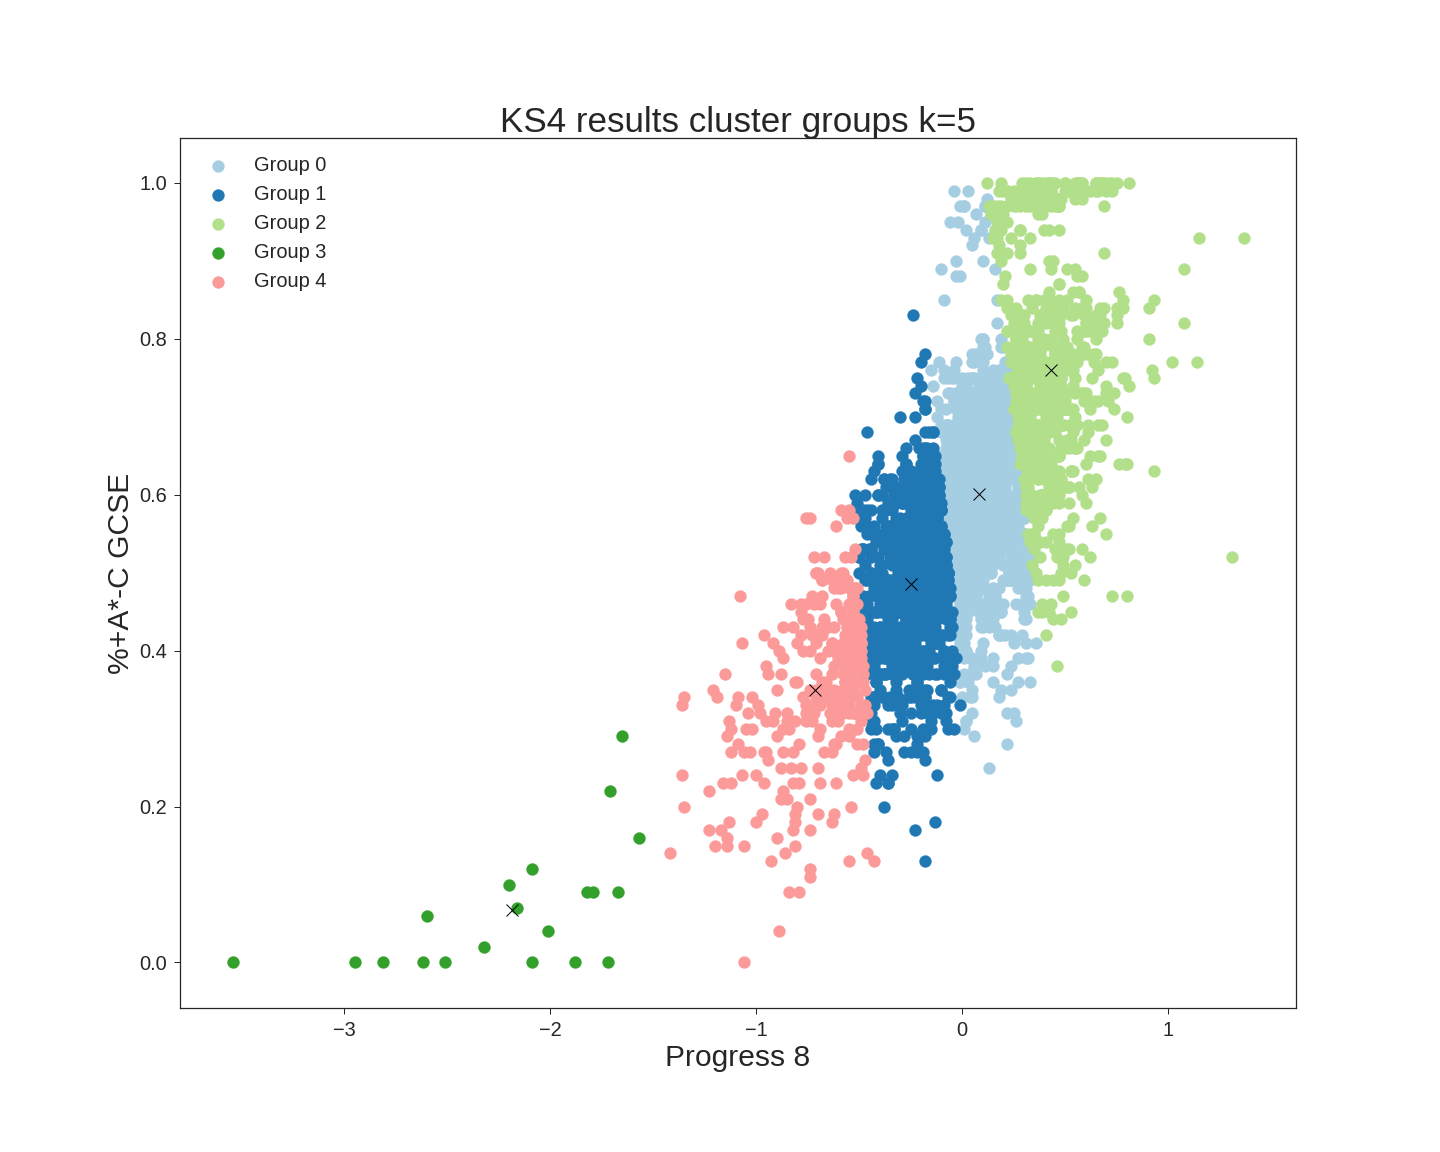 KS4 results cluster groups k=5
Group 0
Group 1
Group 2
Group 3
Group 4
1.0
0.8
0.6
0.4
0.2
0.0
%+A*-C GCSE
−3
−2
−1
0
1
Progress 8